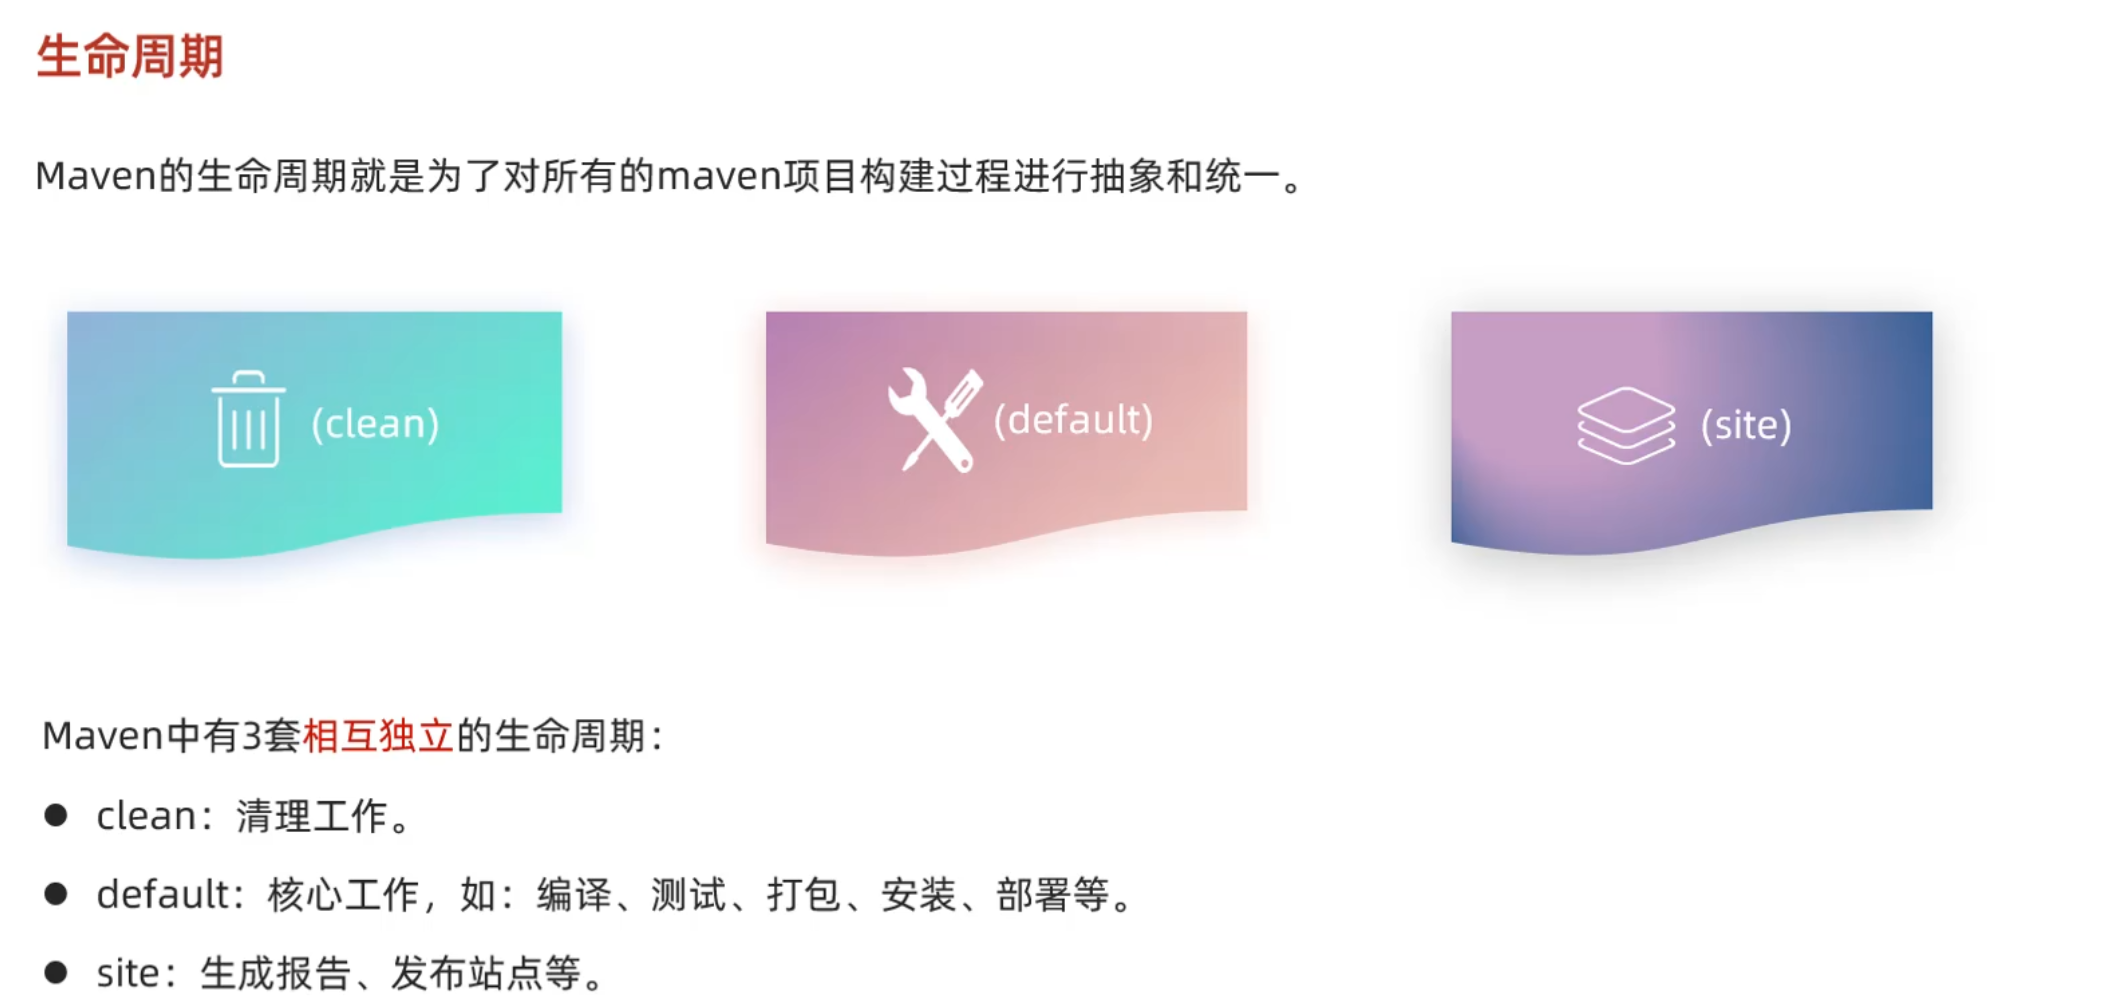 生命周期
Maven的生命周期就是为了对所有的maven项目构建过程进行抽象和统一。
(clean)
(default)
(site)
Maven中有3套相互独立的生命周期：
● clean：清理工作。
● default：核心工作，如：编译、测试、打包、安装、部署等。
● site：生成报告、发布站点等。